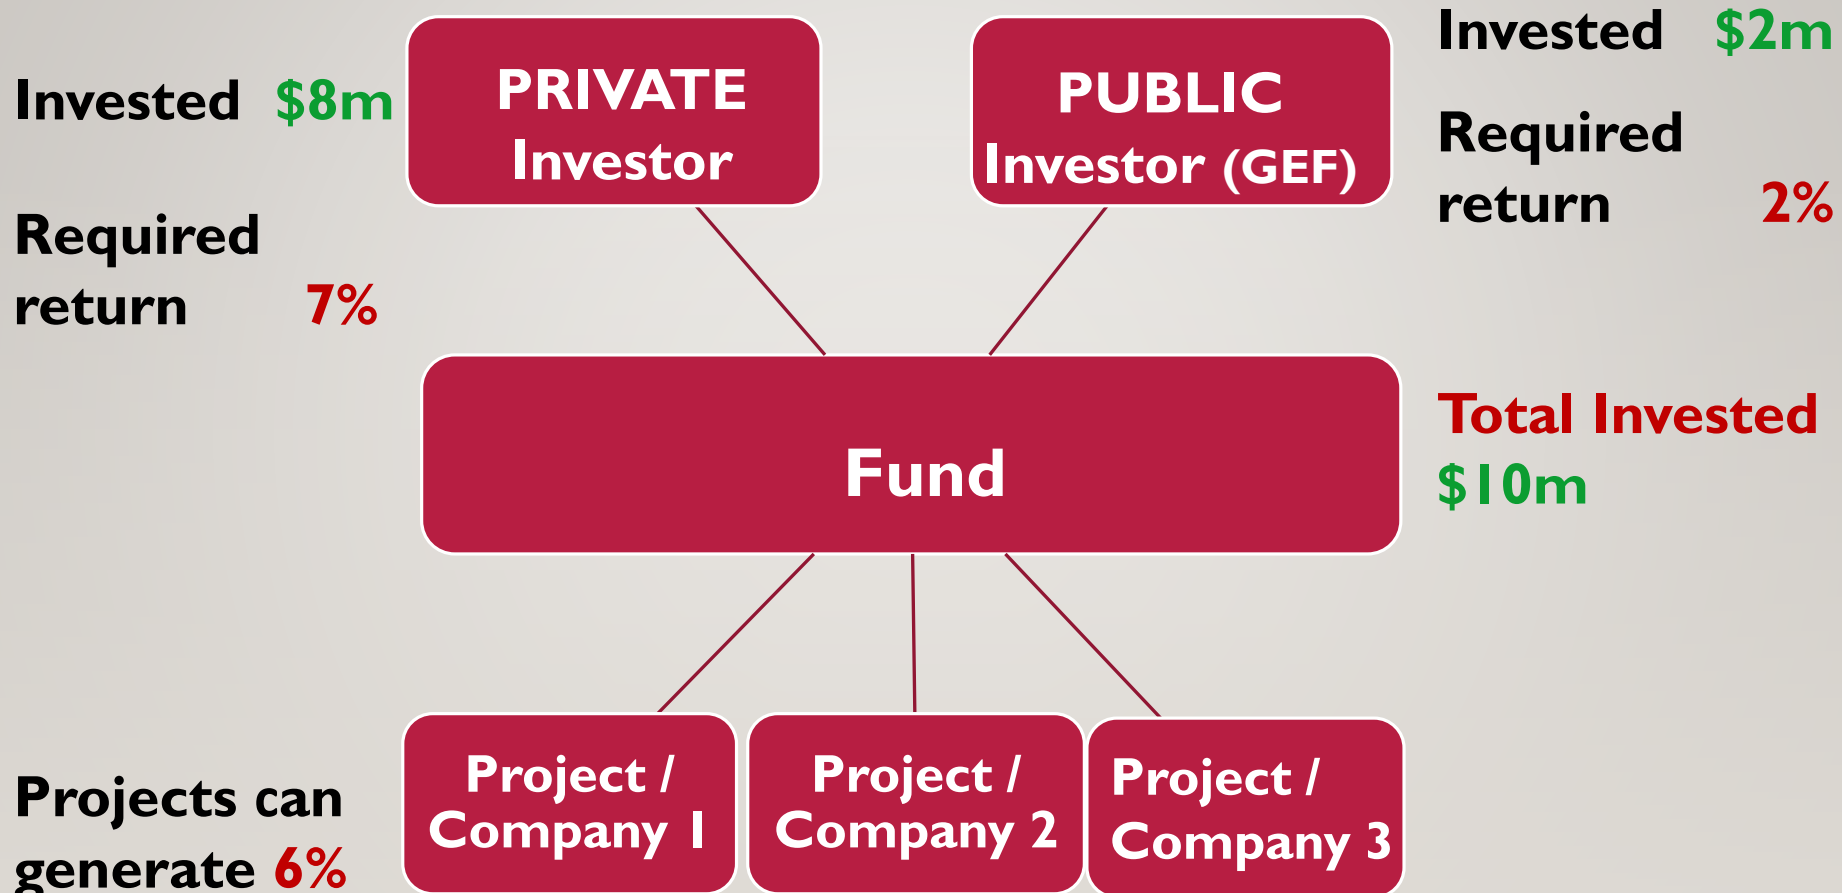 Invested $8m
Required
return 7%
PRIVATE
Investor
PUBLIC
Investor (GEF)
Invested $2m
Required
return 2%
Fund
Total Invested
$10m
Projects can
generate 6%
Project /
Company 1
Project /
Company 2
Project /
Company 3